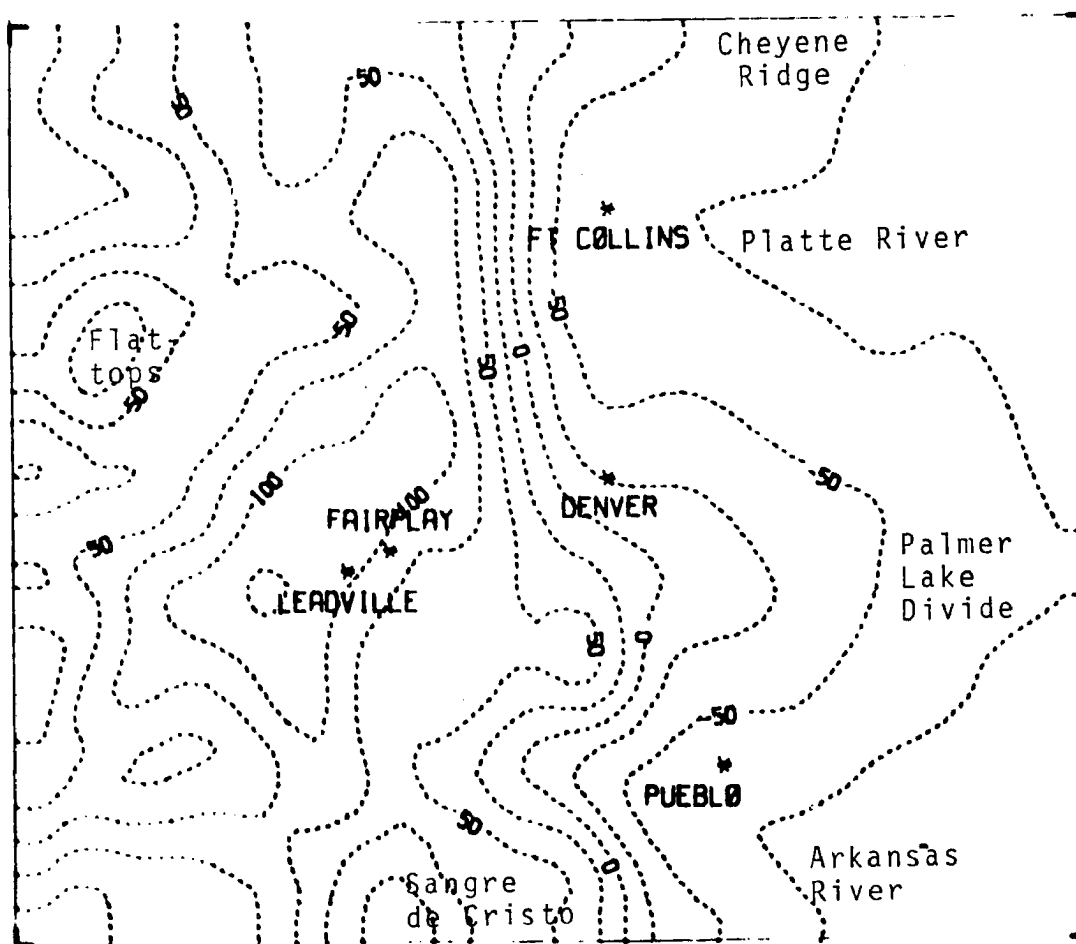 Cheyene
Ridge
50
50
FT COLLINS
Platte River
-50
50
Flat-
tops
0
50
50
-50
100
100
DENVER
FAIRPLAY
50
Palmer
Lake
Divide
LEADVILLE
0
50
-50
PUEBLO
50
Arkansas
River
0
Sangre
de Cristo